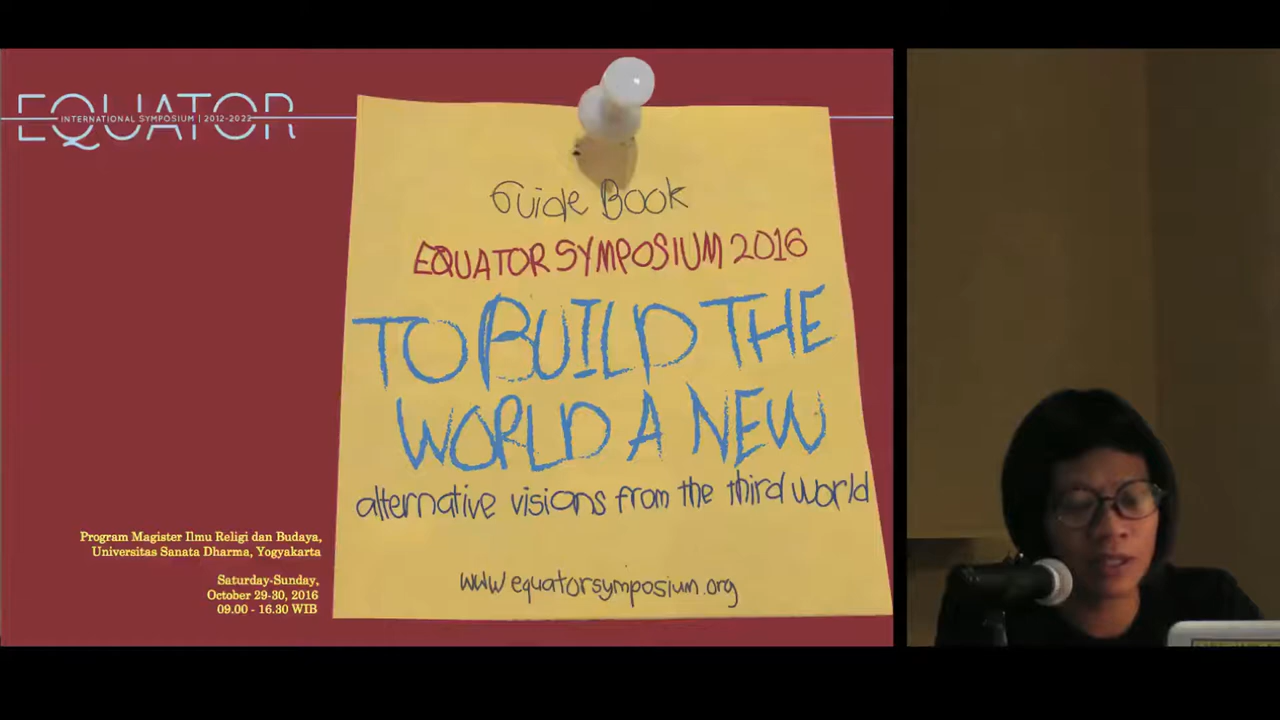 EQUATOR
INTERNATIONAL SYMPOSIUM | 2012-2022
Guide Book
EQUATOR SYMPOSIUM 2016
TO BUILD THE
WORLD A NEW
alternative visions from the third world
www.equatorsymposium.org
Program Magister Ilmu Religi dan Budaya,
Universitas Sanata Dharma, Yogyakarta
Saturday-Sunday,
October 29-30, 2016
09.00 - 16.30 WIB